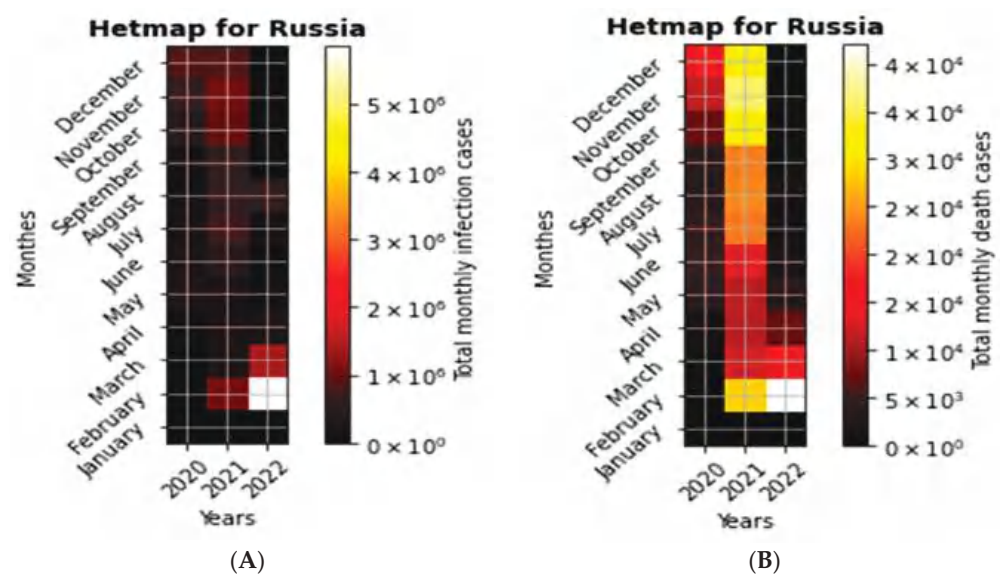 Hetmap for Russia
December
November
October
September
August
July
June
May
April
March
February
January
Monthes
2020
2021
2022
Years
5 × 10⁶
4 × 10⁶
3 × 10⁶
2 × 10⁶
1 × 10⁶
0 × 10⁰
Total monthly infection cases
(A)
Hetmap for Russia
December
November
October
September
August
July
June
May
April
March
February
January
Monthes
2020
2021
2022
Years
4 × 10⁴
4 × 10⁴
3 × 10⁴
2 × 10⁴
2 × 10⁴
2 × 10⁴
1 × 10⁴
5 × 10³
0 × 10⁰
Total monthly death cases
(B)